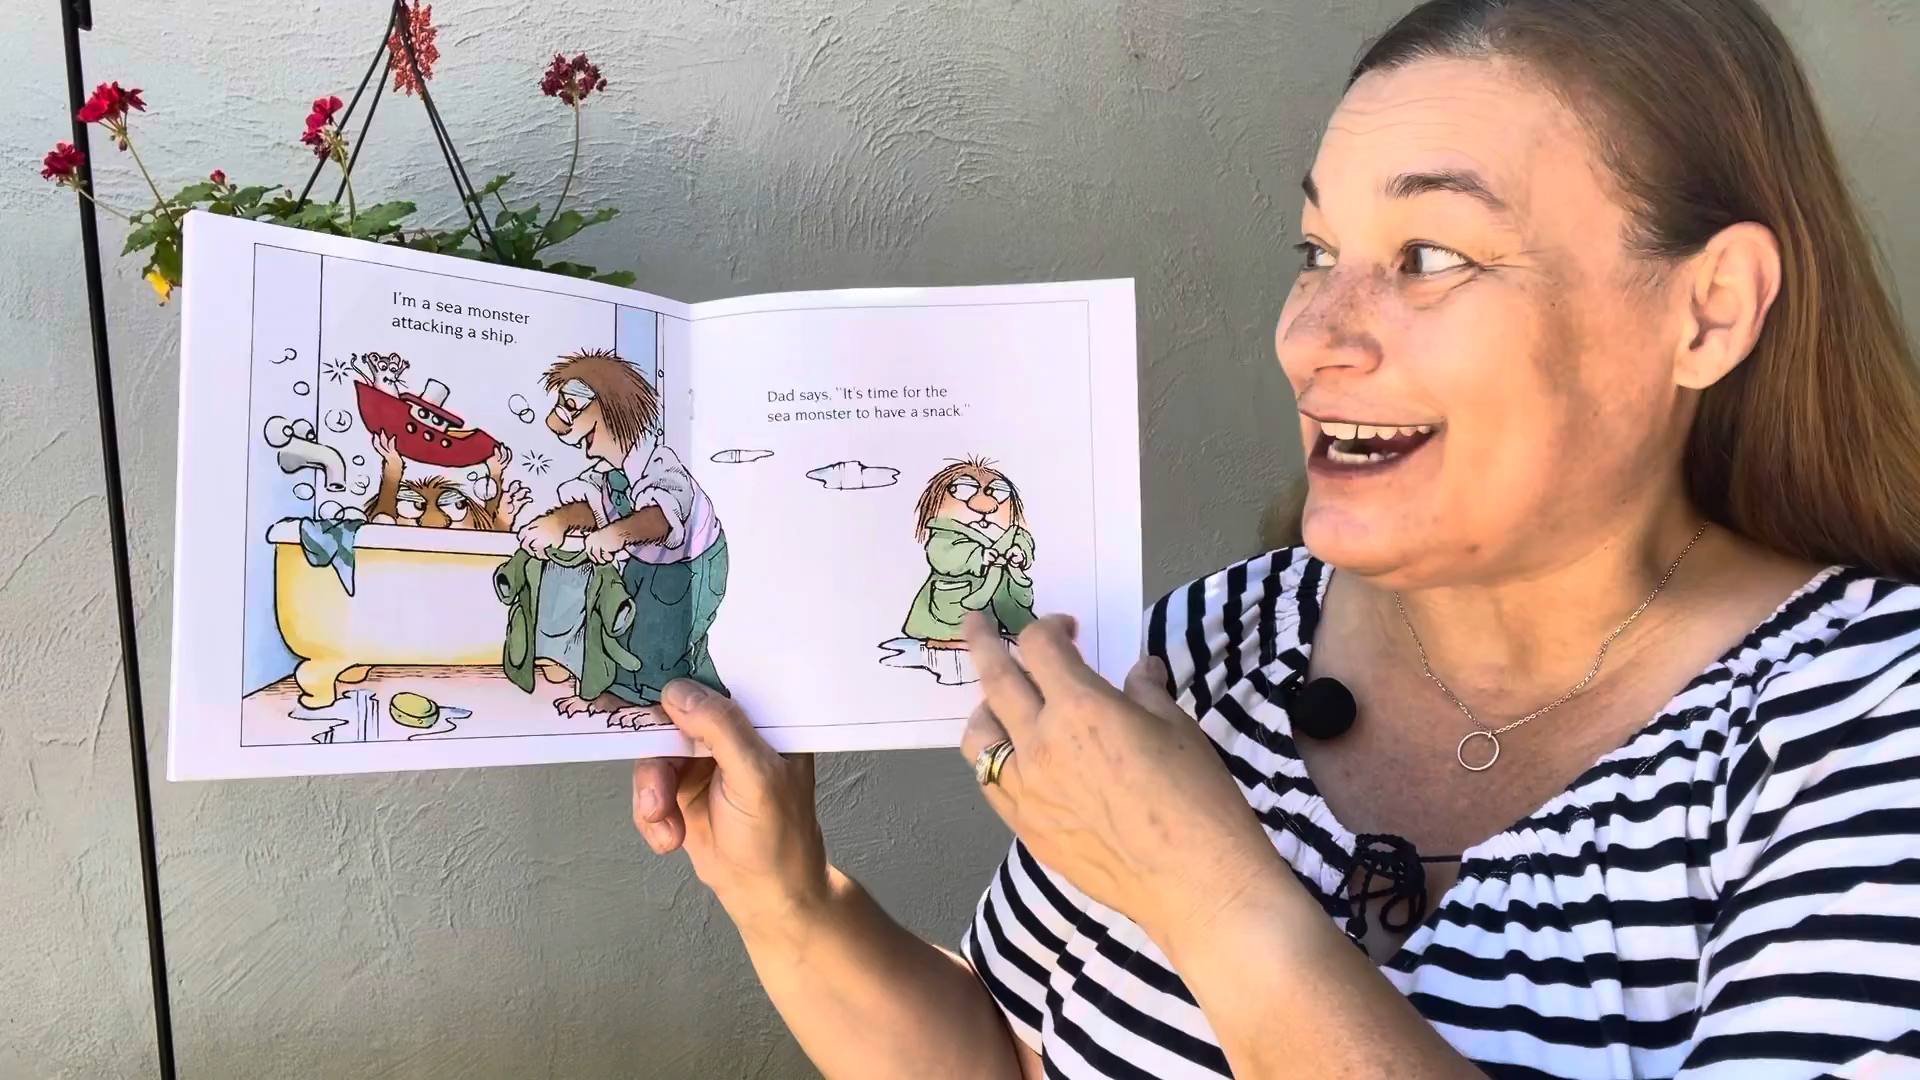 I'm a sea monster
attacking a ship.
Dad says, "It's time for the
sea monster to have a snack."